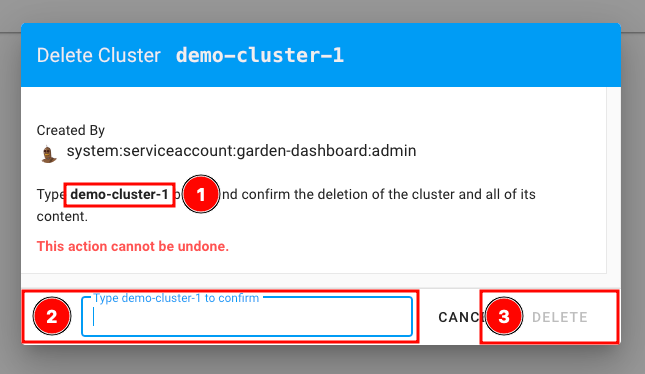 Delete Cluster demo-cluster-1
Created By
system:serviceaccount:garden-dashboard:admin
Type demo-cluster-1 1 nd confirm the deletion of the cluster and all of its
content.
This action cannot be undone.
2 Type demo-cluster-1 to confirm
CANC 3 DELETE